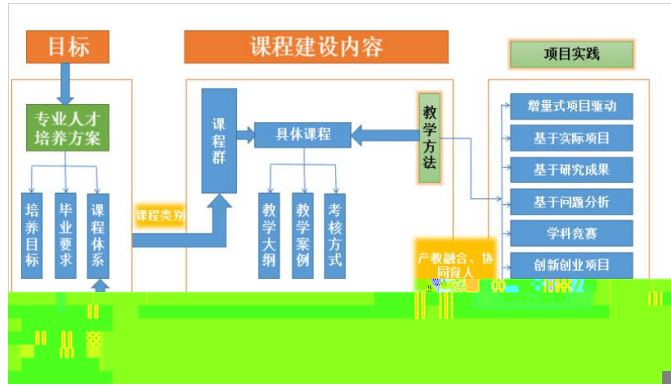 目标
课程建设内容
项目实践
专业人才
培养方案
培养目标
毕业要求
课程体系
课程类别
课程群
具体课程
教学大纲
教学案例
考核方式
教学方法
产教融合、协
同育人
增量式项目驱动
基于实际项目
基于研究成果
基于问题分析
学科竞赛
创新创业项目